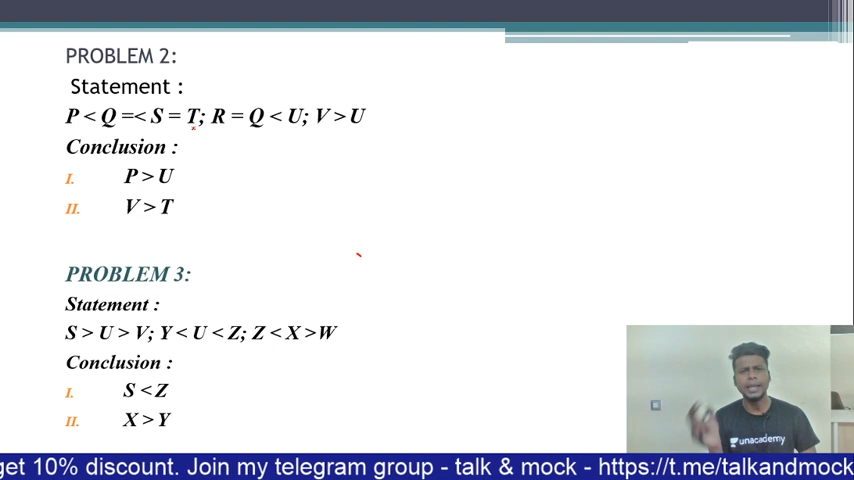 PROBLEM 2:
Statement :
P < Q =< S = T; R = Q < U; V > U
Conclusion :
I. P > U
II. V > T
PROBLEM 3:
Statement :
S > U > V; Y < U < Z; Z < X >W
Conclusion :
I. S < Z
II. X > Y
unacademy
get 10% discount. Join my telegram group - talk & mock - https://t.me/talkandmock